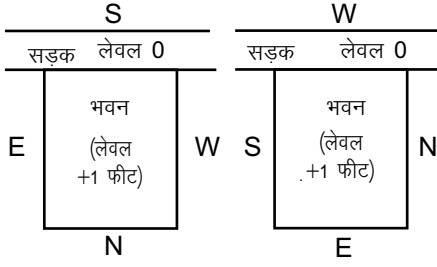 S
सड़क लेवल 0
भवन
(लेवल
+1 फीट)
E
W
N
W
सड़क लेवल 0
भवन
(लेवल
+1 फीट)
S
N
E